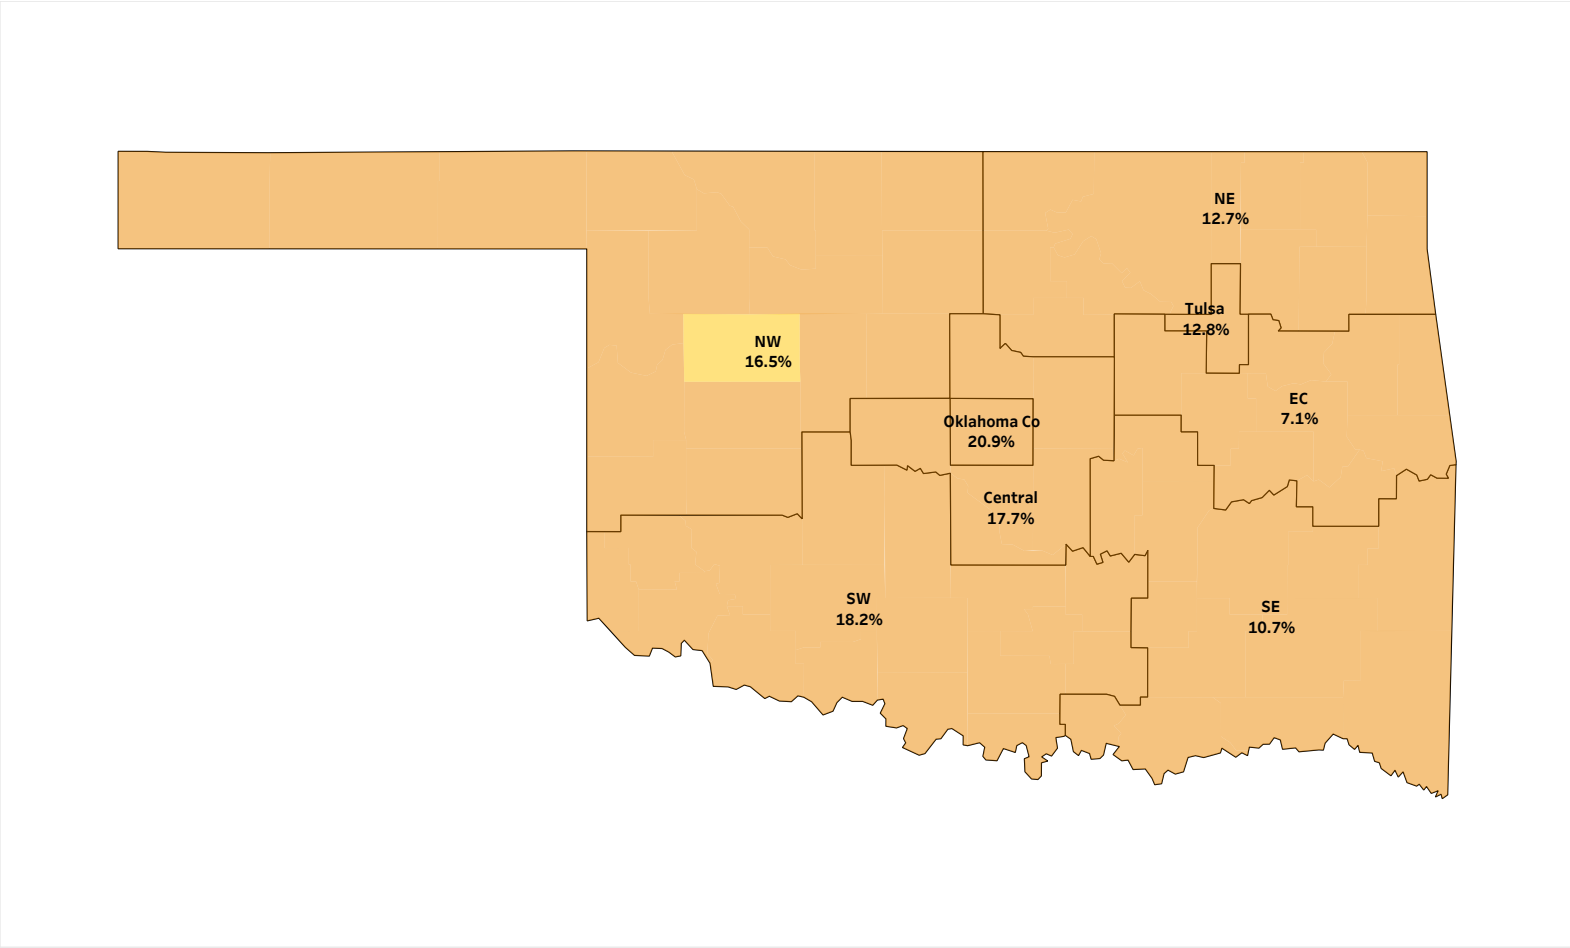 NE
12.7%
Tulsa
12.8%
NW
16.5%
EC
7.1%
Oklahoma Co
20.9%
Central
17.7%
SW
18.2%
SE
10.7%